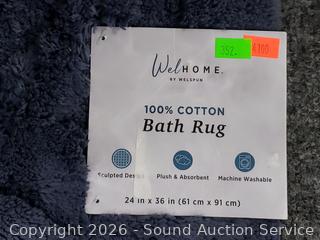 352.
WelHOME.
BY WELSPUN
100% COTTON
Bath Rug
Sculpted Design
Plush & Absorbent
Machine Washable
24 in x 36 in (61 cm x 91 cm)
Copyright 2026 - Sound Auction Service